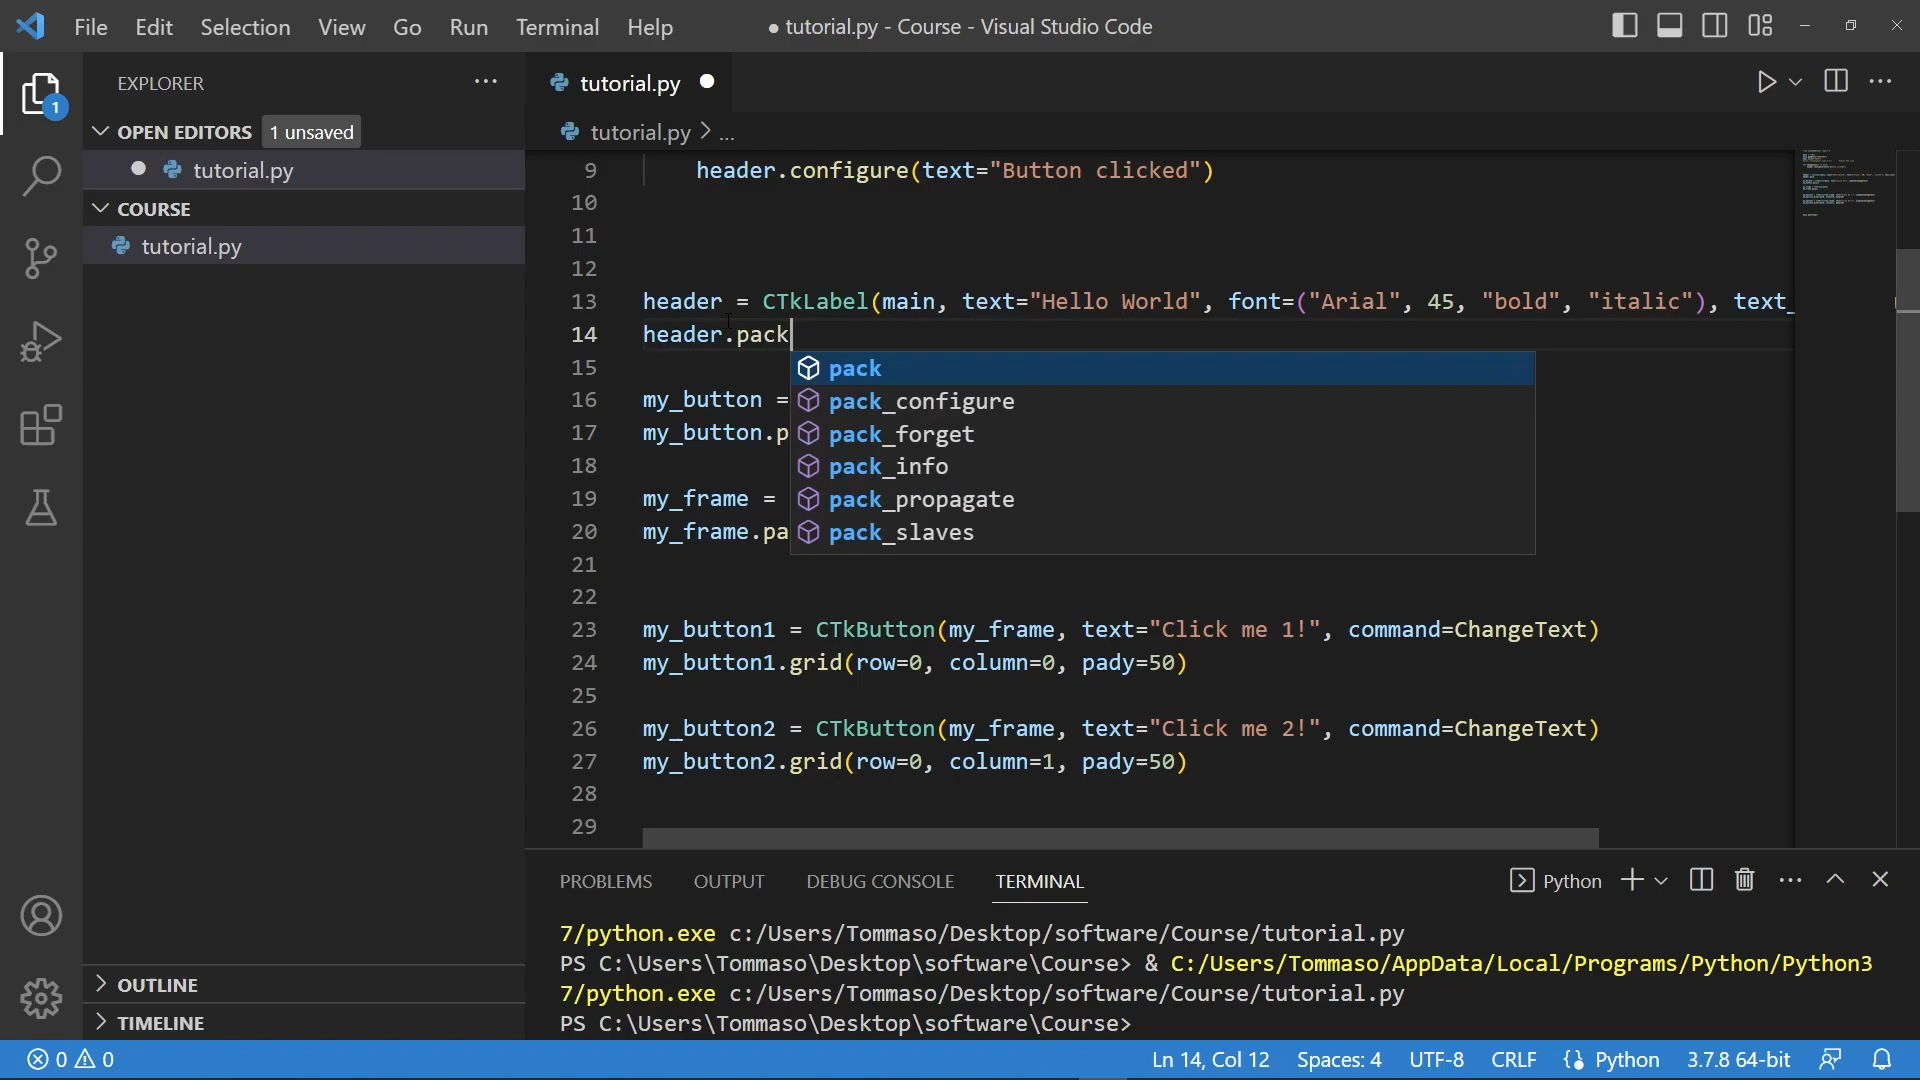 File Edit Selection View Go Run Terminal Help
● tutorial.py - Course - Visual Studio Code
1
EXPLORER
OPEN EDITORS 1 unsaved
tutorial.py
COURSE
tutorial.py
OUTLINE
TIMELINE
tutorial.py
tutorial.py > ...
9 header.configure(text="Button clicked")
10
11
12
13 header = CTkLabel(main, text="Hello World", font=("Arial", 45, "bold", "italic"), text_
14 header.pack
15
16 my_button =
17 my_button.p
18
19 my_frame =
20 my_frame.pa
21
22
23 my_button1 = CTkButton(my_frame, text="Click me 1!", command=ChangeText)
24 my_button1.grid(row=0, column=0, pady=50)
25
26 my_button2 = CTkButton(my_frame, text="Click me 2!", command=ChangeText)
27 my_button2.grid(row=0, column=1, pady=50)
28
29
pack
pack_configure
pack_forget
pack_info
pack_propagate
pack_slaves
PROBLEMS OUTPUT DEBUG CONSOLE TERMINAL
Python
7/python.exe c:/Users/Tommaso/Desktop/software/Course/tutorial.py
PS C:\Users\Tommaso\Desktop\software\Course> & C:/Users/Tommaso/AppData/Local/Programs/Python/Python3
7/python.exe c:/Users/Tommaso/Desktop/software/Course/tutorial.py
PS C:\Users\Tommaso\Desktop\software\Course>
0 0
Ln 14, Col 12 Spaces: 4 UTF-8 CRLF Python 3.7.8 64-bit